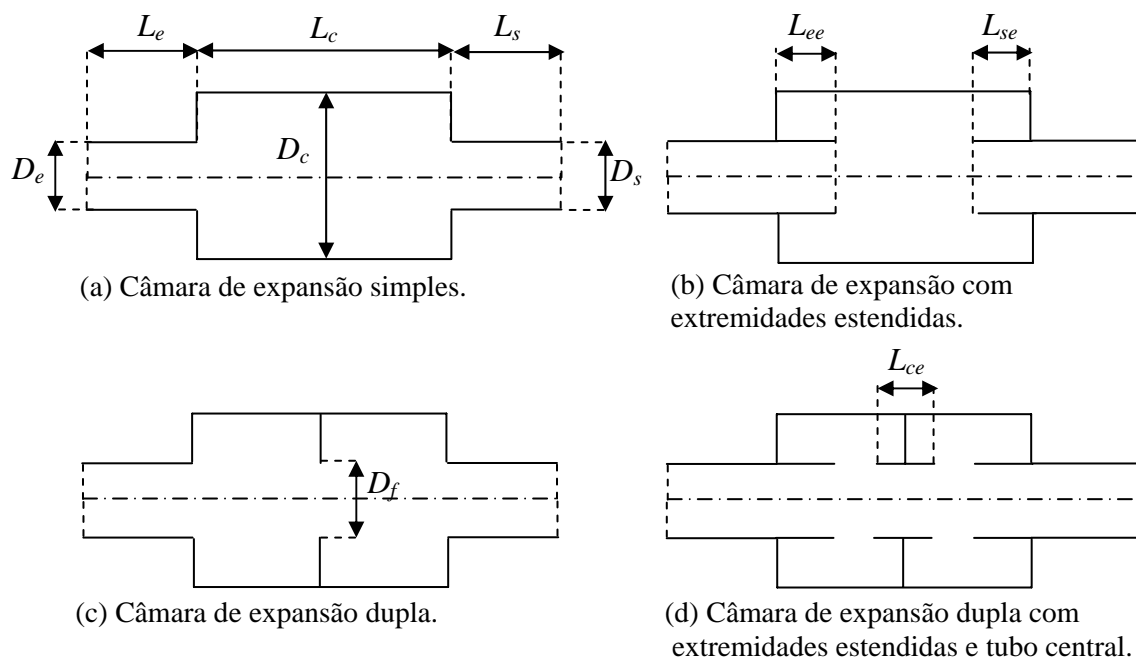 Le Lc Ls
De Dc Ds
(a) Câmara de expansão simples.
Lee Lse
(b) Câmara de expansão com
extremidades estendidas.
Df
(c) Câmara de expansão dupla.
Lce
(d) Câmara de expansão dupla com
extremidades estendidas e tubo central.